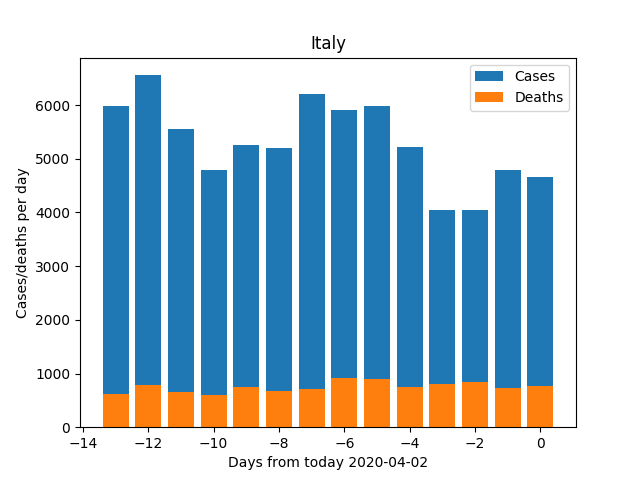 Italy
Cases
Deaths
Cases/deaths per day
6000
5000
4000
3000
2000
1000
0
−14 −12 −10 −8 −6 −4 −2 0
Days from today 2020-04-02